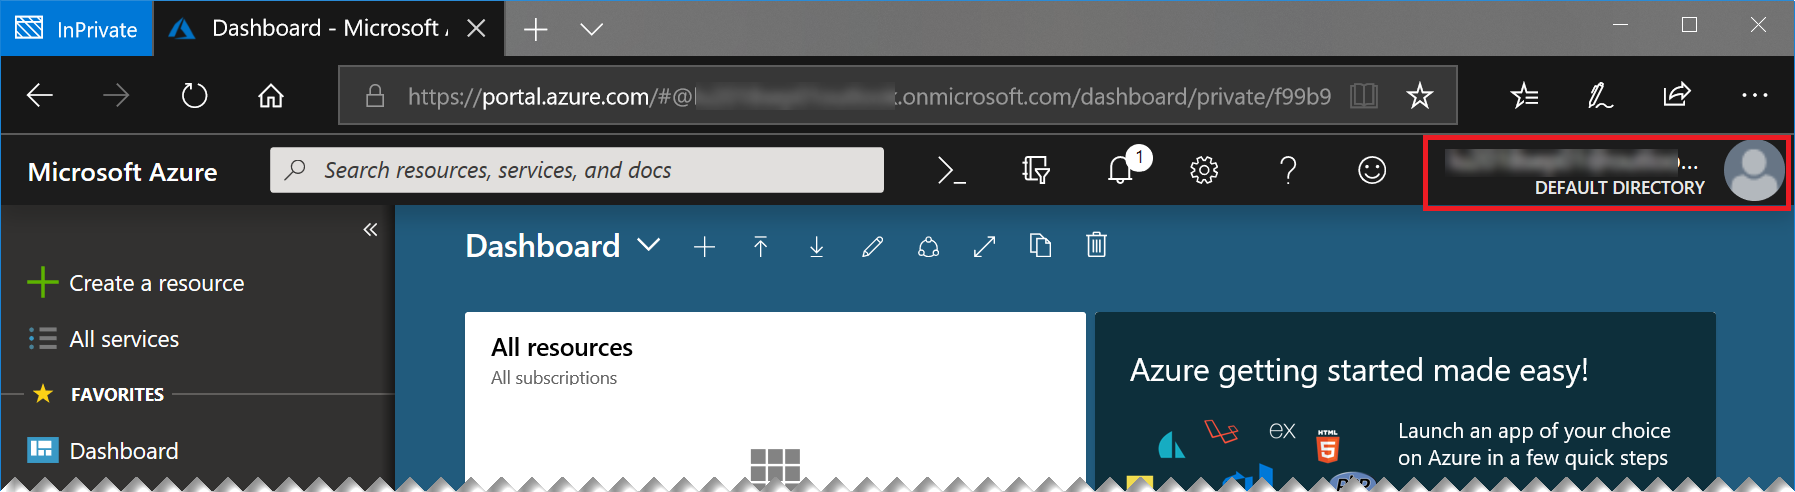 InPrivate
Dashboard - Microsoft
https://portal.azure.com/#@ .onmicrosoft.com/dashboard/private/f99b9
Microsoft Azure
Search resources, services, and docs
1
...
DEFAULT DIRECTORY
Dashboard
Create a resource
All services
FAVORITES
Dashboard
All resources
All subscriptions
Azure getting started made easy!
ex
HTML
5
Launch an app of your choice
on Azure in a few quick steps